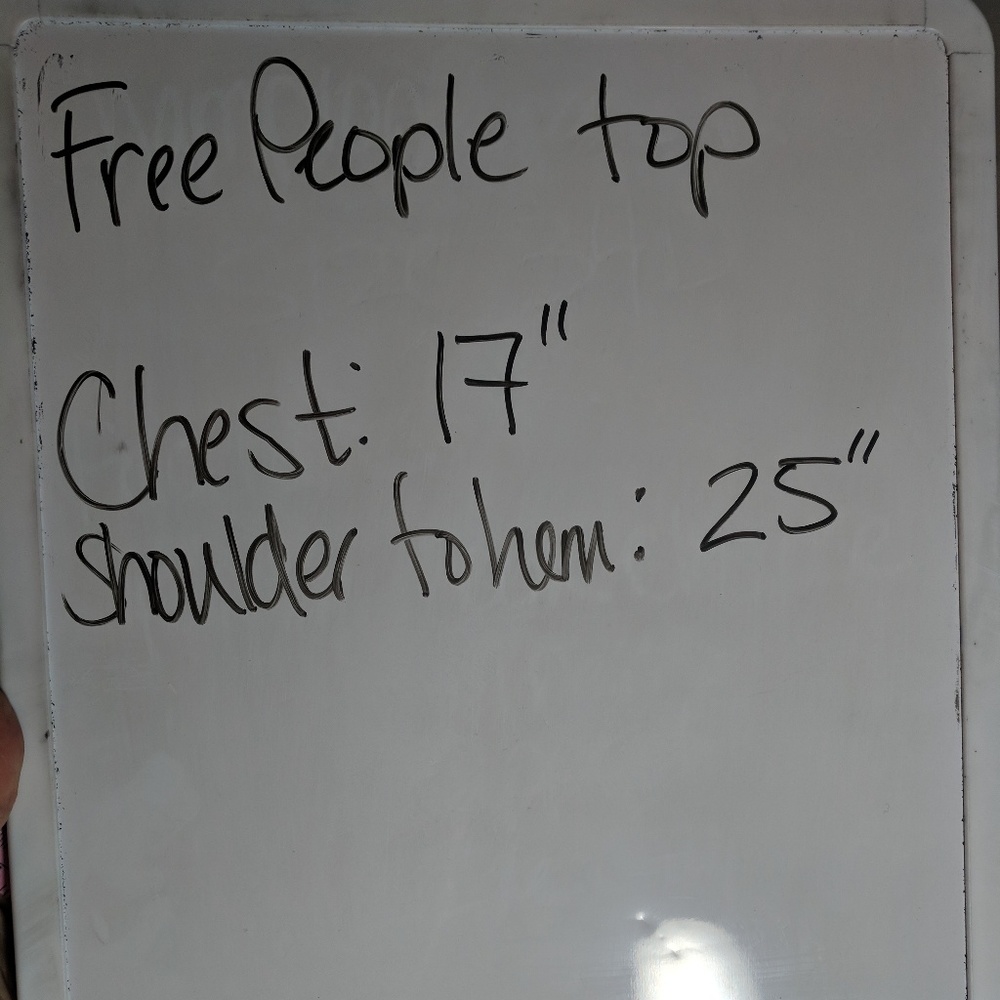 Free People top
Chest: 17"
Shoulder to hem: 25"